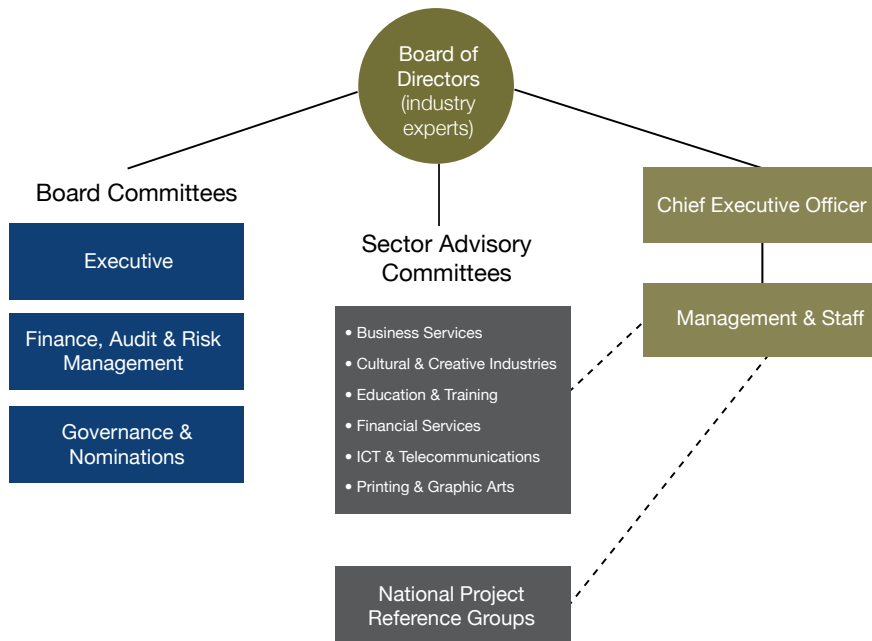 Board of
Directors
(industry
experts)
Board Committees
Executive
Finance, Audit & Risk
Management
Governance &
Nominations
Sector Advisory
Committees
• Business Services
• Cultural & Creative Industries
• Education & Training
• Financial Services
• ICT & Telecommunications
• Printing & Graphic Arts
National Project
Reference Groups
Chief Executive Officer
Management & Staff